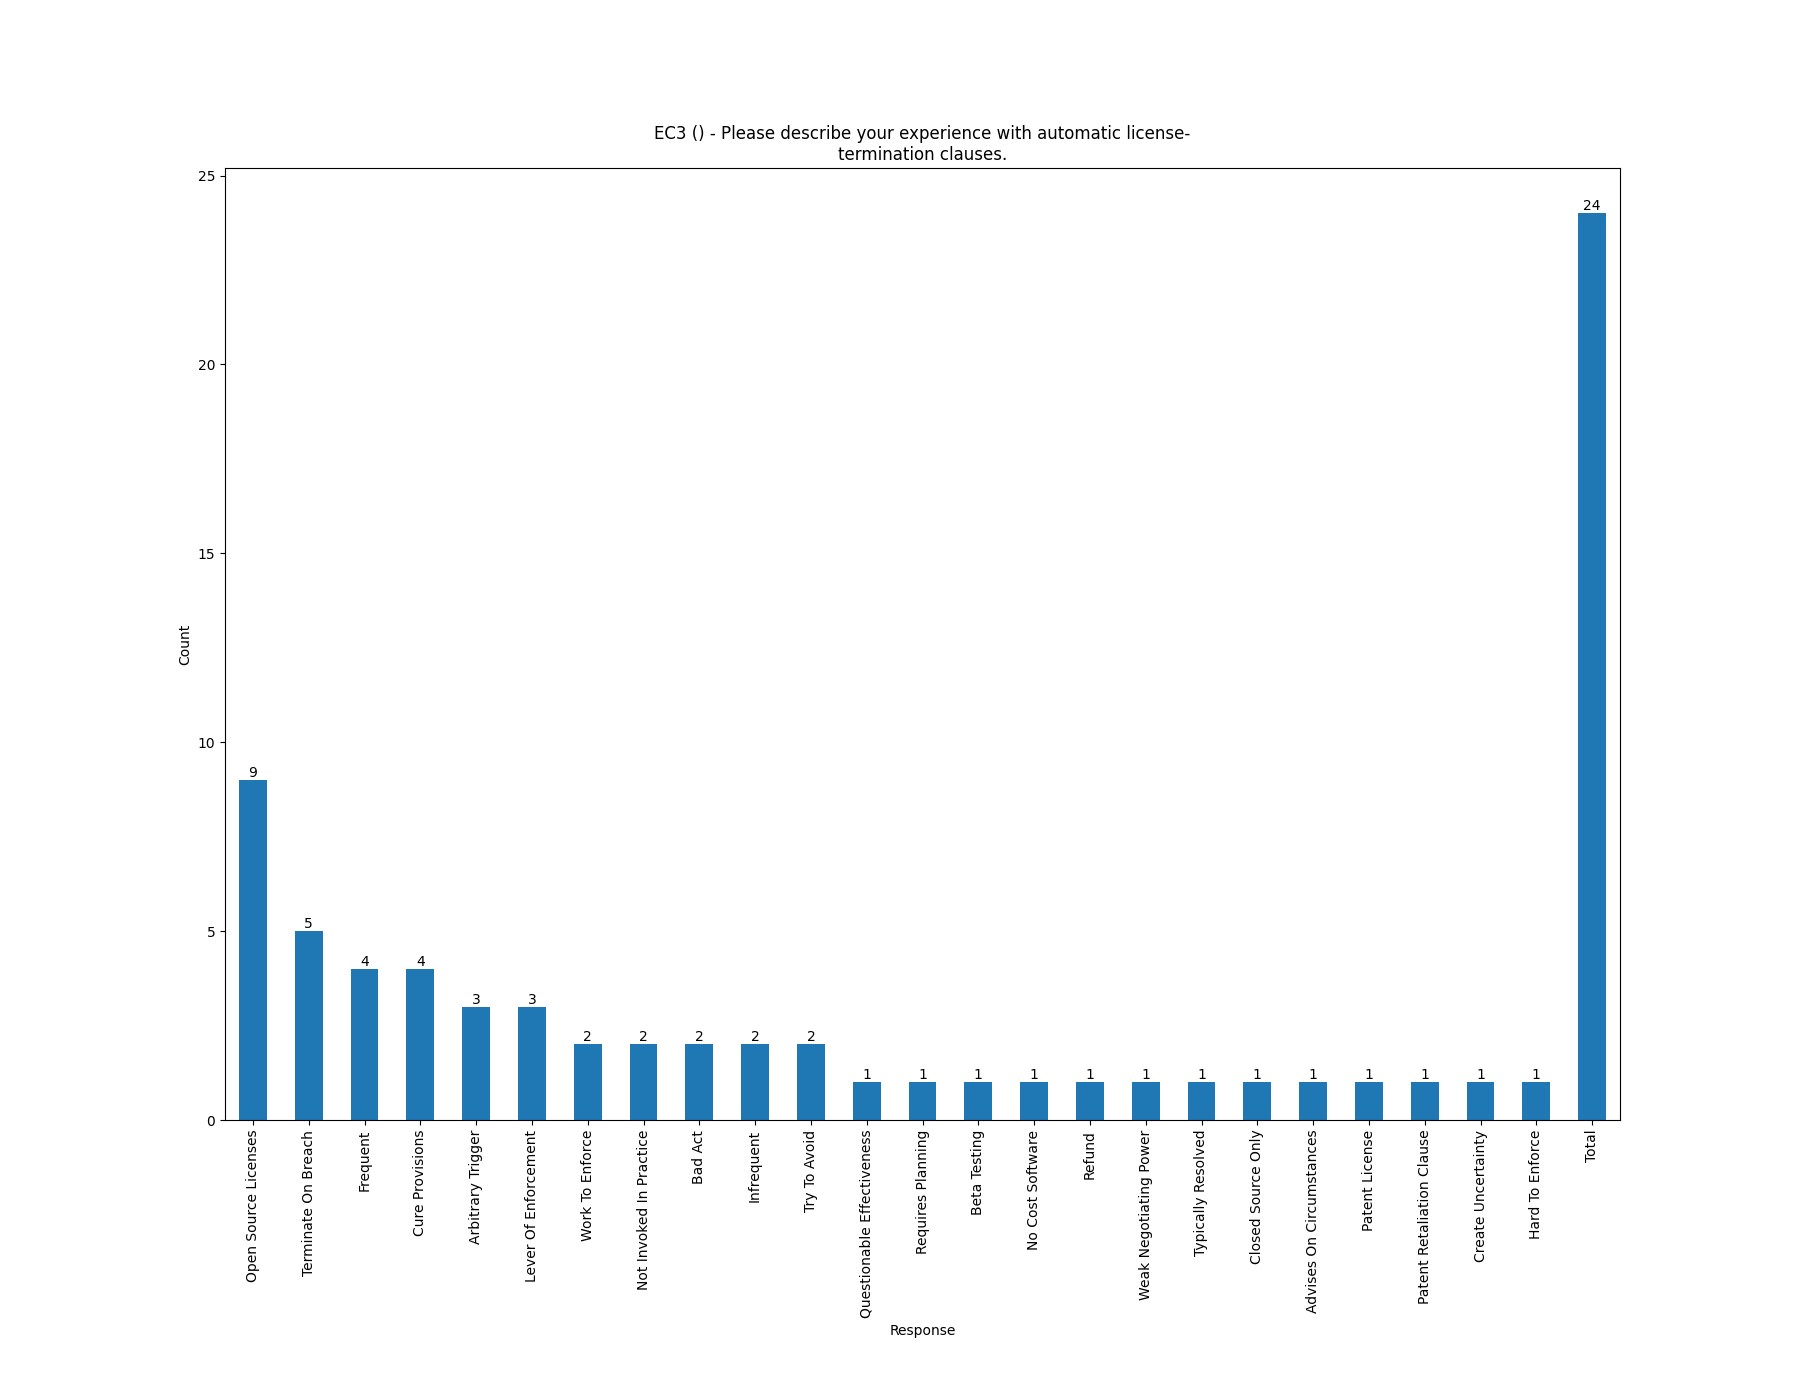 EC3 () - Please describe your experience with automatic license-
termination clauses.
25
20
15
10
5
0
Count
9
5
4
4
3
3
2
2
2
2
2
1
1
1
1
1
1
1
1
1
1
1
1
1
24
Open Source Licenses
Terminate On Breach
Frequent
Cure Provisions
Arbitrary Trigger
Lever Of Enforcement
Work To Enforce
Not Invoked In Practice
Bad Act
Infrequent
Try To Avoid
Questionable Effectiveness
Requires Planning
Beta Testing
No Cost Software
Refund
Weak Negotiating Power
Typically Resolved
Closed Source Only
Advises On Circumstances
Patent License
Patent Retaliation Clause
Create Uncertainty
Hard To Enforce
Total
Response